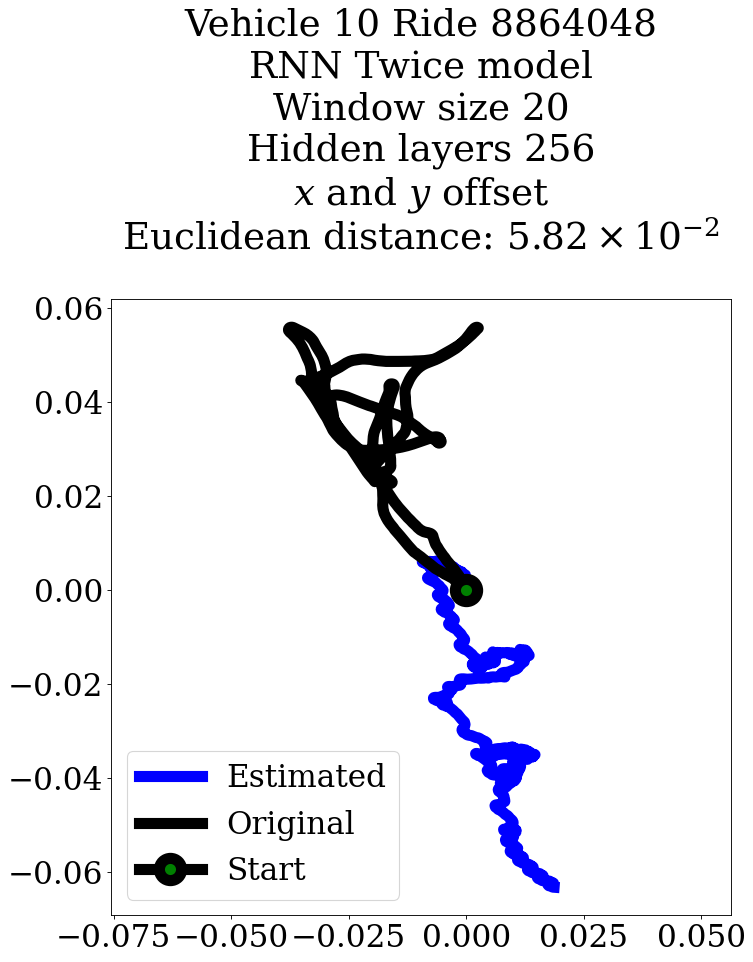 Vehicle 10 Ride 8864048
RNN Twice model
Window size 20
Hidden layers 256
x and y offset
Euclidean distance: 5.82 × 10⁻²
0.06
0.04
0.02
0.00
−0.02
−0.04
−0.06
Estimated
Original
Start
−0.075 −0.050 −0.025 0.000 0.025 0.050